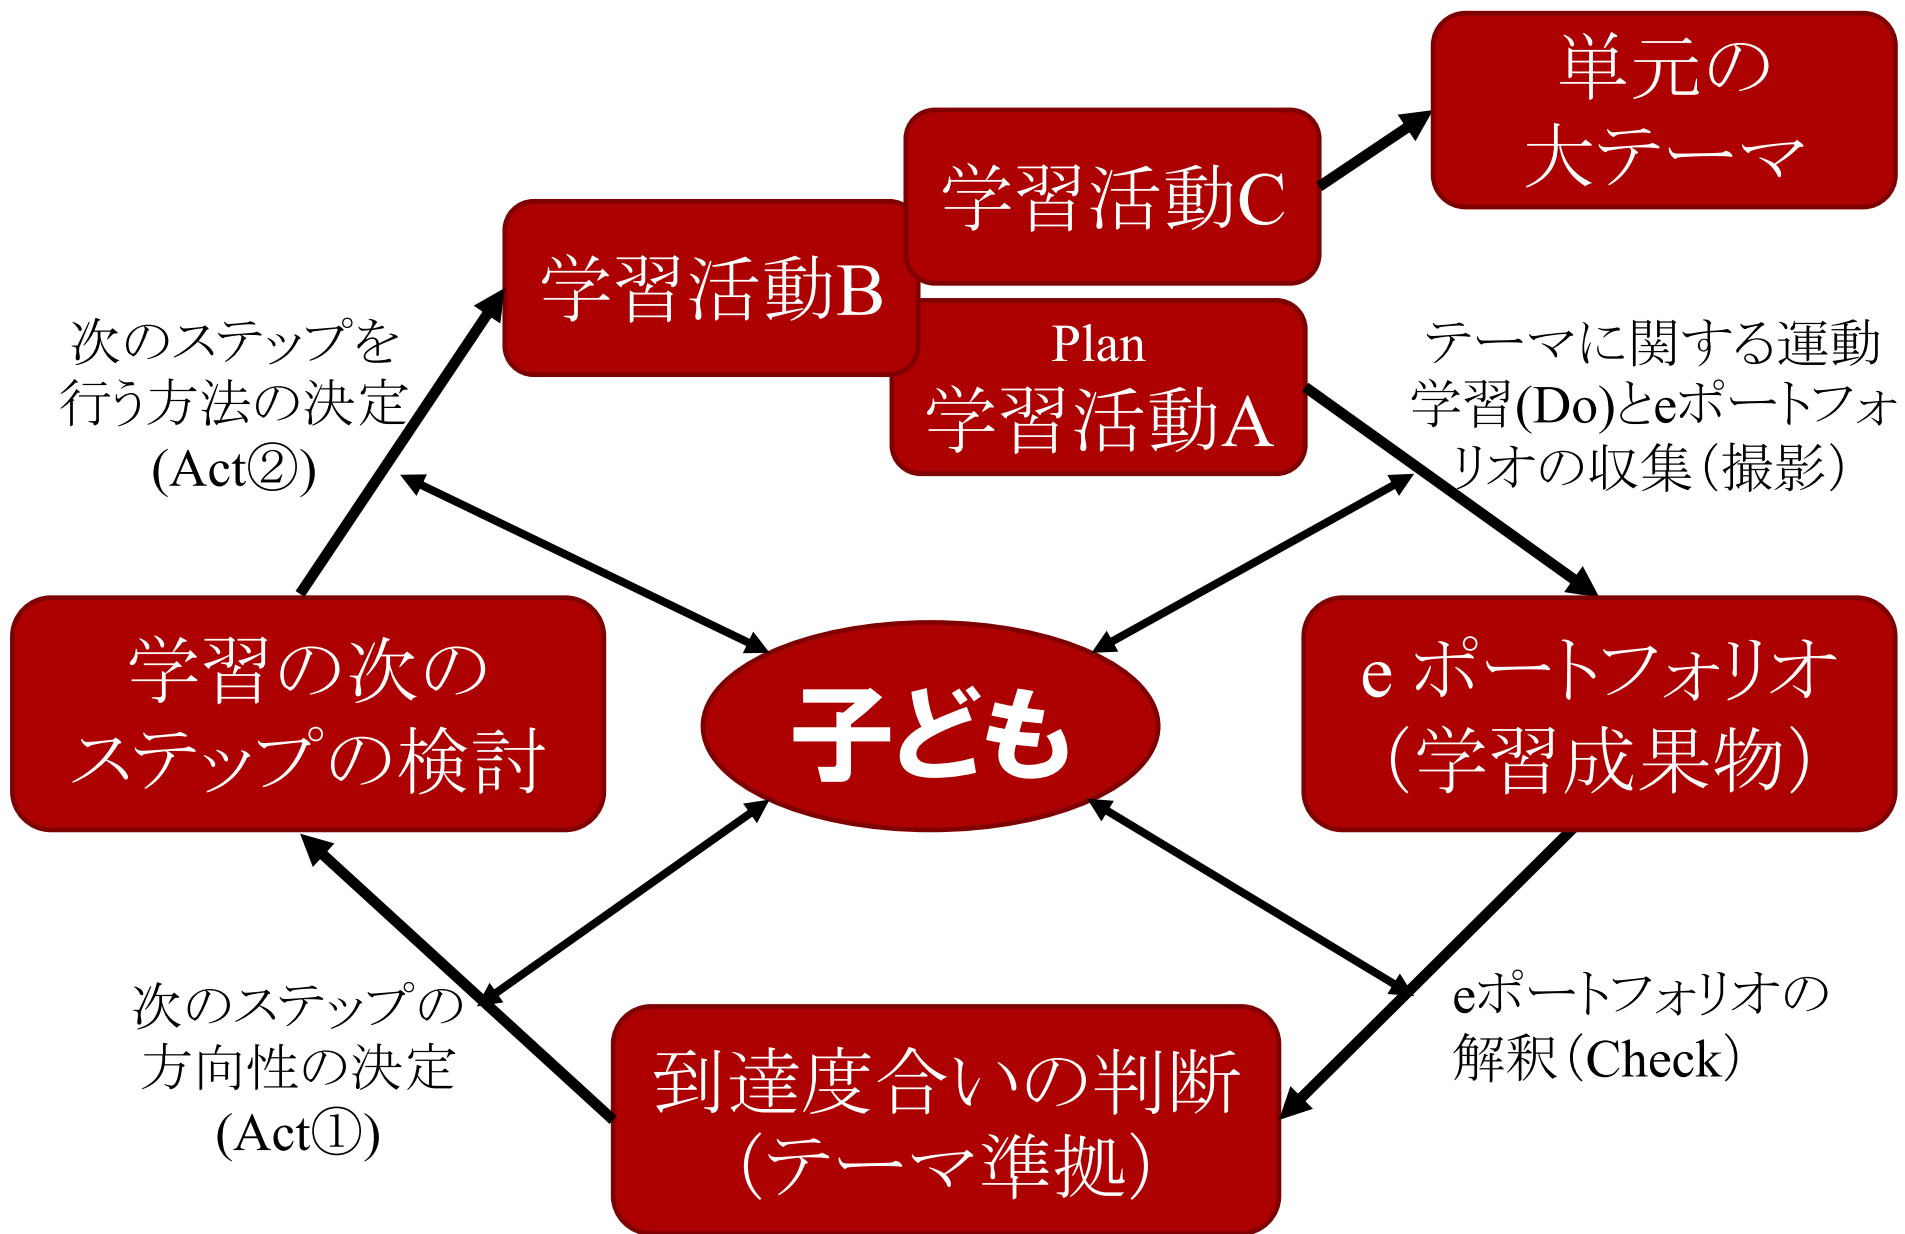 単元の
大テーマ
学習活動C
学習活動B
Plan
学習活動A
次のステップを
行う方法の決定
(Act②)
テーマに関する運動
学習(Do)とeポートフォ
リオの収集（撮影）
学習の次の
ステップの検討
子ども
e ポートフォリオ
（学習成果物）
次のステップの
方向性の決定
(Act①)
eポートフォリオの
解釈（Check）
到達度合いの判断
（テーマ準拠）